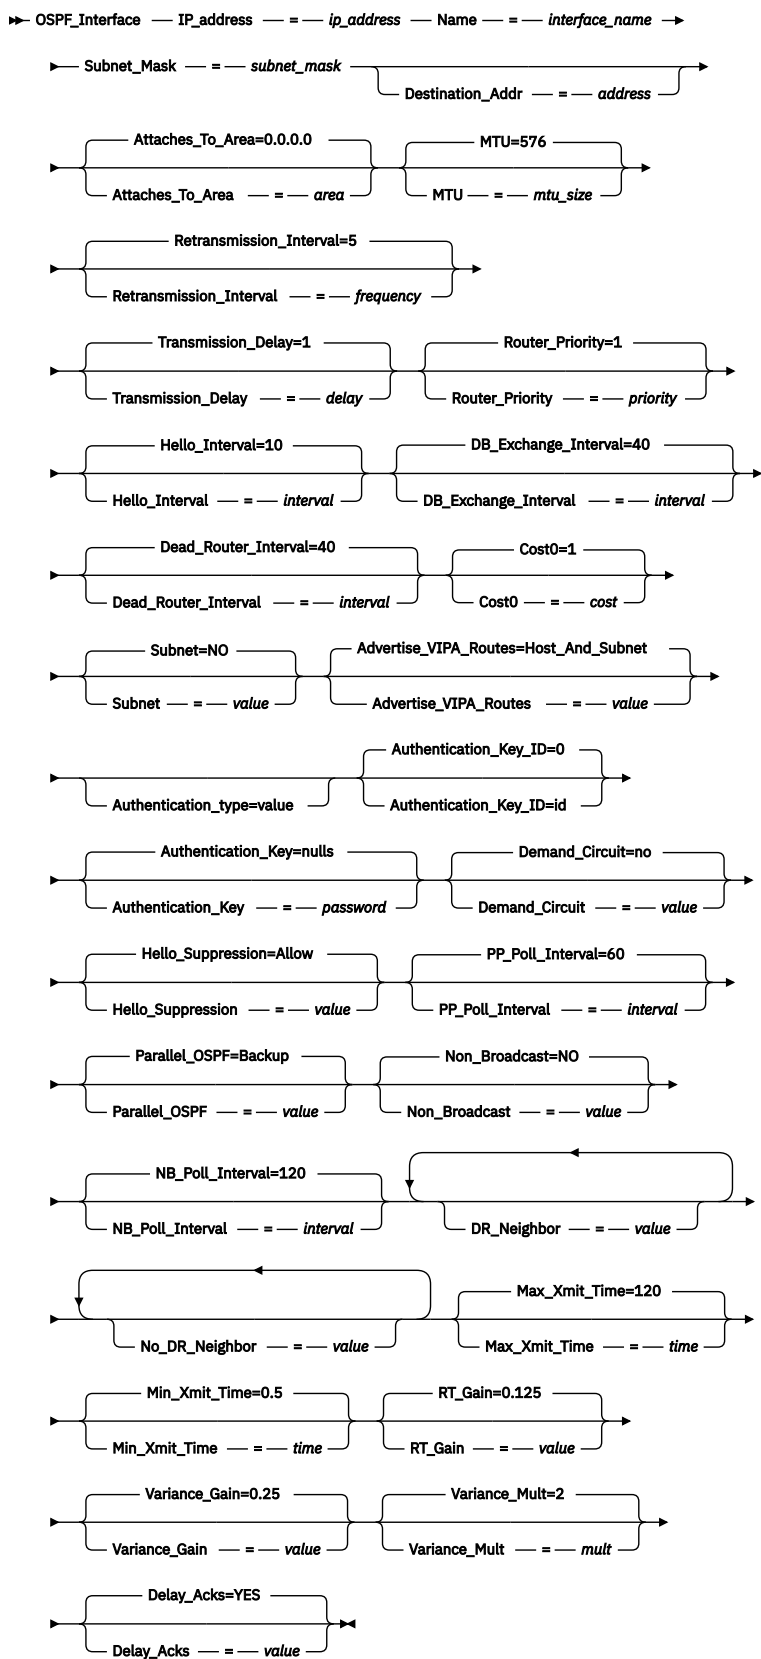 OSPF_Interface IP_address = ip_address Name = interface_name
Subnet_Mask = subnet_mask
Destination_Addr = address
Attaches_To_Area=0.0.0.0 MTU=576
Attaches_To_Area = area MTU = mtu_size
Retransmission_Interval=5
Retransmission_Interval = frequency
Transmission_Delay=1 Router_Priority=1
Transmission_Delay = delay Router_Priority = priority
Hello_Interval=10 DB_Exchange_Interval=40
Hello_Interval = interval DB_Exchange_Interval = interval
Dead_Router_Interval=40 Cost0=1
Dead_Router_Interval = interval Cost0 = cost
Subnet=NO Advertise_VIPA_Routes=Host_And_Subnet
Subnet = value Advertise_VIPA_Routes = value
Authentication_Key_ID=0
Authentication_type=value Authentication_Key_ID=id
Authentication_Key=nulls Demand_Circuit=no
Authentication_Key = password Demand_Circuit = value
Hello_Suppression=Allow PP_Poll_Interval=60
Hello_Suppression = value PP_Poll_Interval = interval
Parallel_OSPF=Backup Non_Broadcast=NO
Parallel_OSPF = value Non_Broadcast = value
NB_Poll_Interval=120
NB_Poll_Interval = interval DR_Neighbor = value
Max_Xmit_Time=120
No_DR_Neighbor = value Max_Xmit_Time = time
Min_Xmit_Time=0.5 RT_Gain=0.125
Min_Xmit_Time = time RT_Gain = value
Variance_Gain=0.25 Variance_Mult=2
Variance_Gain = value Variance_Mult = mult
Delay_Acks=YES
Delay_Acks = value